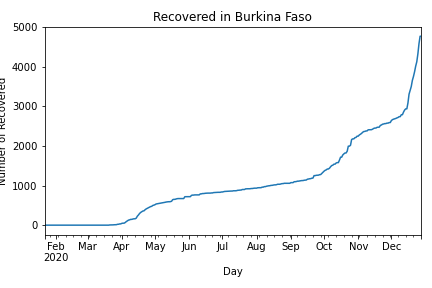 Recovered in Burkina Faso
5000
4000
3000
2000
1000
0
Number of Recovered
Feb Mar Apr May Jun Jul Aug Sep Oct Nov Dec
2020
Day